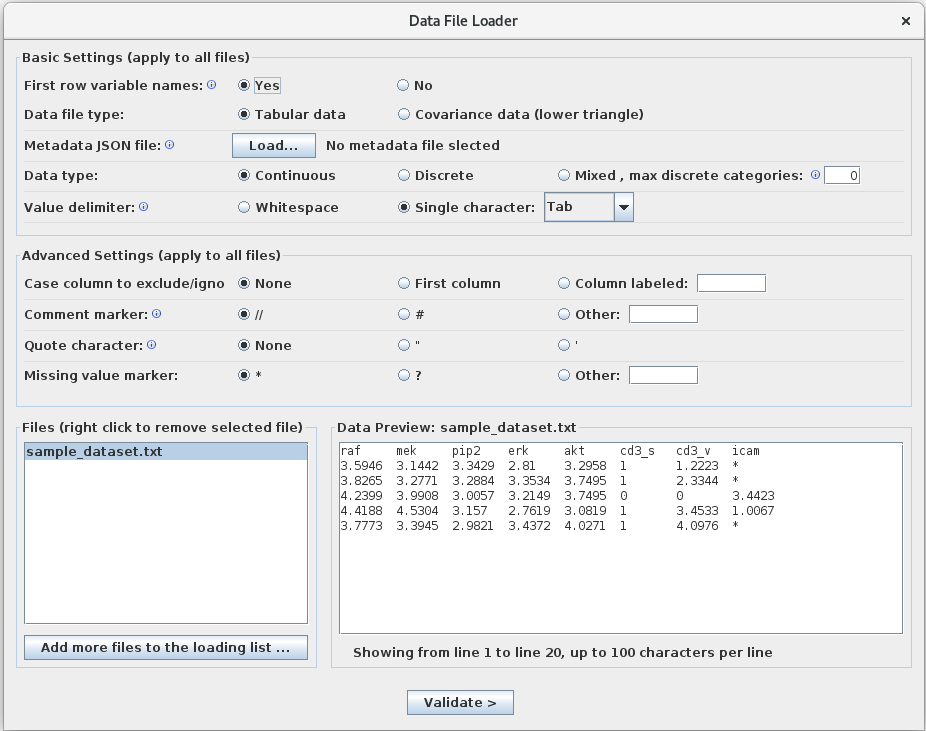 Data File Loader ×
Basic Settings (apply to all files)
First row variable names: Yes No
Data file type: Tabular data Covariance data (lower triangle)
Metadata JSON file: Load... No metadata file slected
Data type: Continuous Discrete Mixed , max discrete categories: 0
Value delimiter: Whitespace Single character: Tab
Advanced Settings (apply to all files)
Case column to exclude/igno None First column Column labeled:
Comment marker: // # Other:
Quote character: None " '
Missing value marker: * ? Other:
Files (right click to remove selected file)
sample_dataset.txt
Add more files to the loading list ...
Data Preview: sample_dataset.txt
raf mek pip2 erk akt cd3_s cd3_v icam
3.5946 3.1442 3.3429 2.81 3.2958 1 1.2223 *
3.8265 3.2771 3.2884 3.3534 3.7495 1 2.3344 *
4.2399 3.9908 3.0057 3.2149 3.7495 0 0 3.4423
4.4188 4.5304 3.157 2.7619 3.0819 1 3.4533 1.0067
3.7773 3.3945 2.9821 3.4372 4.0271 1 4.0976 *
Showing from line 1 to line 20, up to 100 characters per line
Validate >